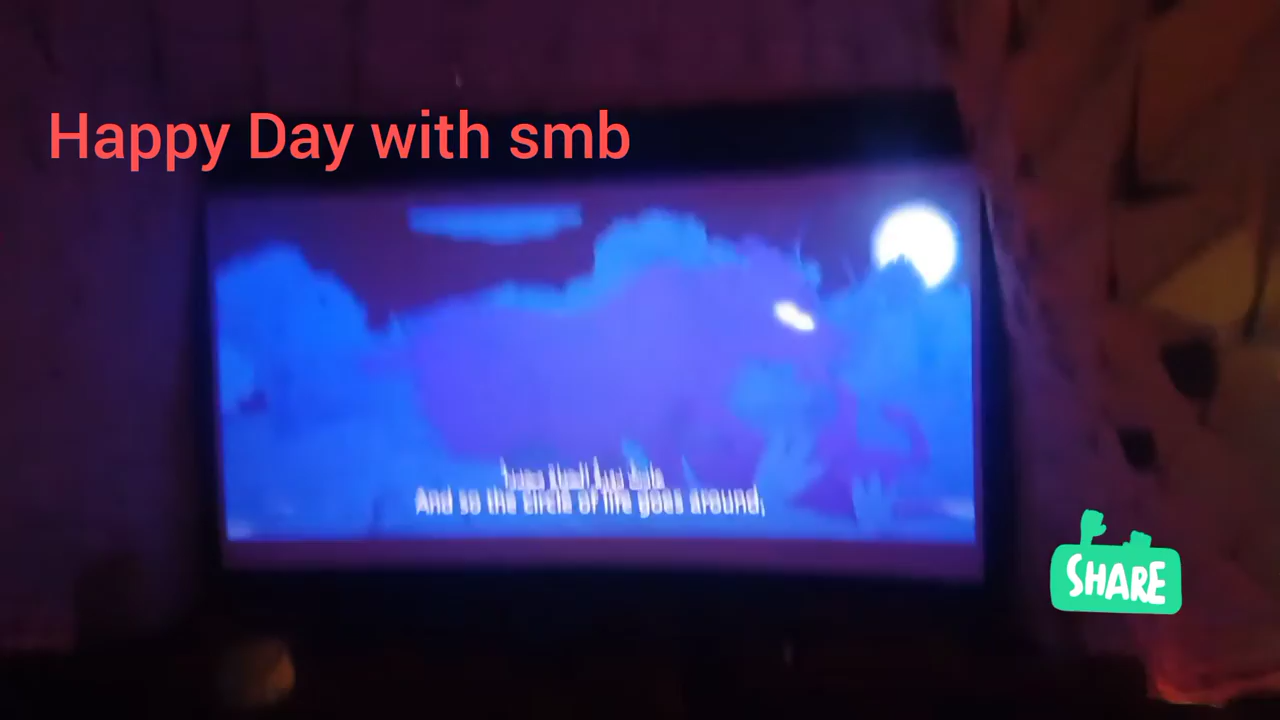 Happy Day with smb
And so the circle of life goes around,
SHARE